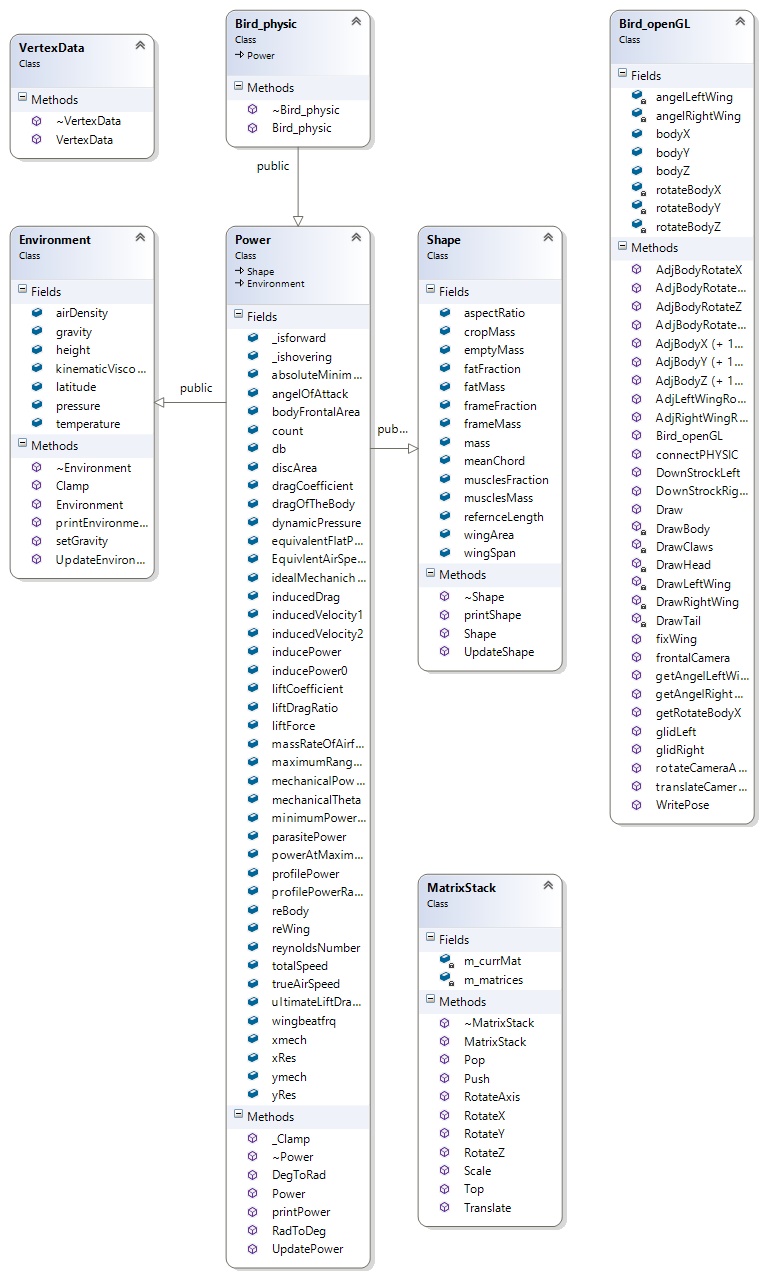 VertexData
Class
Methods
~VertexData
VertexData
Bird_physic
Class
Power
Methods
~Bird_physic
Bird_physic
public
Bird_openGL
Class
Fields
angelLeftWing
angelRightWing
bodyX
bodyY
bodyZ
rotateBodyX
rotateBodyY
rotateBodyZ
Methods
AdjBodyRotateX
AdjBodyRotate...
AdjBodyRotateZ
AdjBodyRotate...
AdjBodyX (+ 1...
AdjBodyY (+ 1...
AdjBodyZ (+ 1...
AdjLeftWingRo...
AdjRightWingR...
Bird_openGL
connectPHYSIC
DownStrockLeft
DownStrockRig...
Draw
DrawBody
DrawClaws
DrawHead
DrawLeftWing
DrawRightWing
DrawTail
fixWing
frontalCamera
getAngelLeftWi...
getAngelRight...
getRotateBodyX
glidLeft
glidRight
rotateCameraA...
translateCamer...
WritePose
Environment
Class
Fields
airDensity
gravity
height
kinematicVisco...
latitude
pressure
temperature
Methods
~Environment
Clamp
Environment
printEnvironme...
setGravity
UpdateEnviron...
public
Power
Class
Shape
Environment
Fields
_isforward
_ishovering
absoluteMinim...
angelOfAttack
bodyFrontalArea
count
db
discArea
dragCoefficient
dragOfTheBody
dynamicPressure
equivalentFlatP...
EquivlentAirSpe...
idealMechanich...
inducedDrag
inducedVelocity1
inducedVelocity2
inducePower
inducePower0
liftCoefficient
liftDragRatio
liftForce
massRateOfAirf...
maximumRang...
mechanicalPow...
mechanicalTheta
minimumPower...
parasitePower
powerAtMaxim...
profilePower
profilePowerRa...
reBody
reWing
reynoldsNumber
totalSpeed
trueAirSpeed
ultimateLiftDra...
wingbeatfrq
xmech
xRes
ymech
yRes
Methods
_Clamp
~Power
DegToRad
Power
printPower
RadToDeg
UpdatePower
pub...
Shape
Class
Fields
aspectRatio
cropMass
emptyMass
fatFraction
fatMass
frameFraction
frameMass
mass
meanChord
musclesFraction
musclesMass
refernceLength
wingArea
wingSpan
Methods
~Shape
printShape
Shape
UpdateShape
MatrixStack
Class
Fields
m_currMat
m_matrices
Methods
~MatrixStack
MatrixStack
Pop
Push
RotateAxis
RotateX
RotateY
RotateZ
Scale
Top
Translate